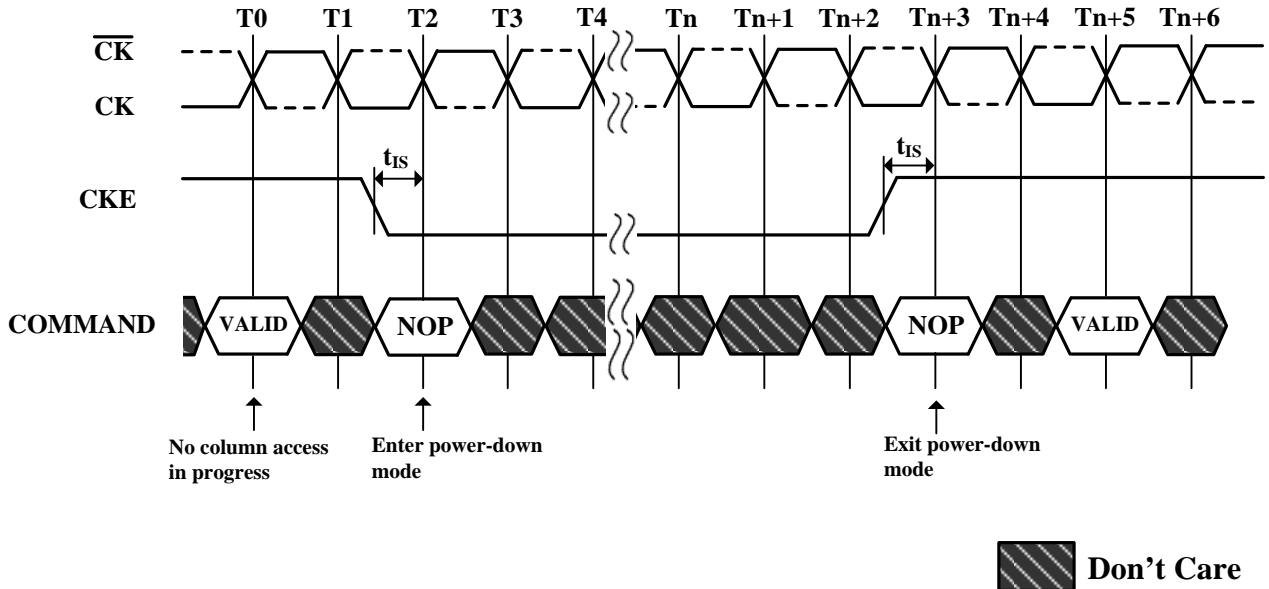 T0 T1 T2 T3 T4 Tn Tn+1 Tn+2 Tn+3 Tn+4 Tn+5 Tn+6
C̅K̅
CK
tIS tIS
CKE
COMMAND VALID NOP NOP VALID
No column access
in progress
Enter power-down
mode
Exit power-down
mode
Don't Care